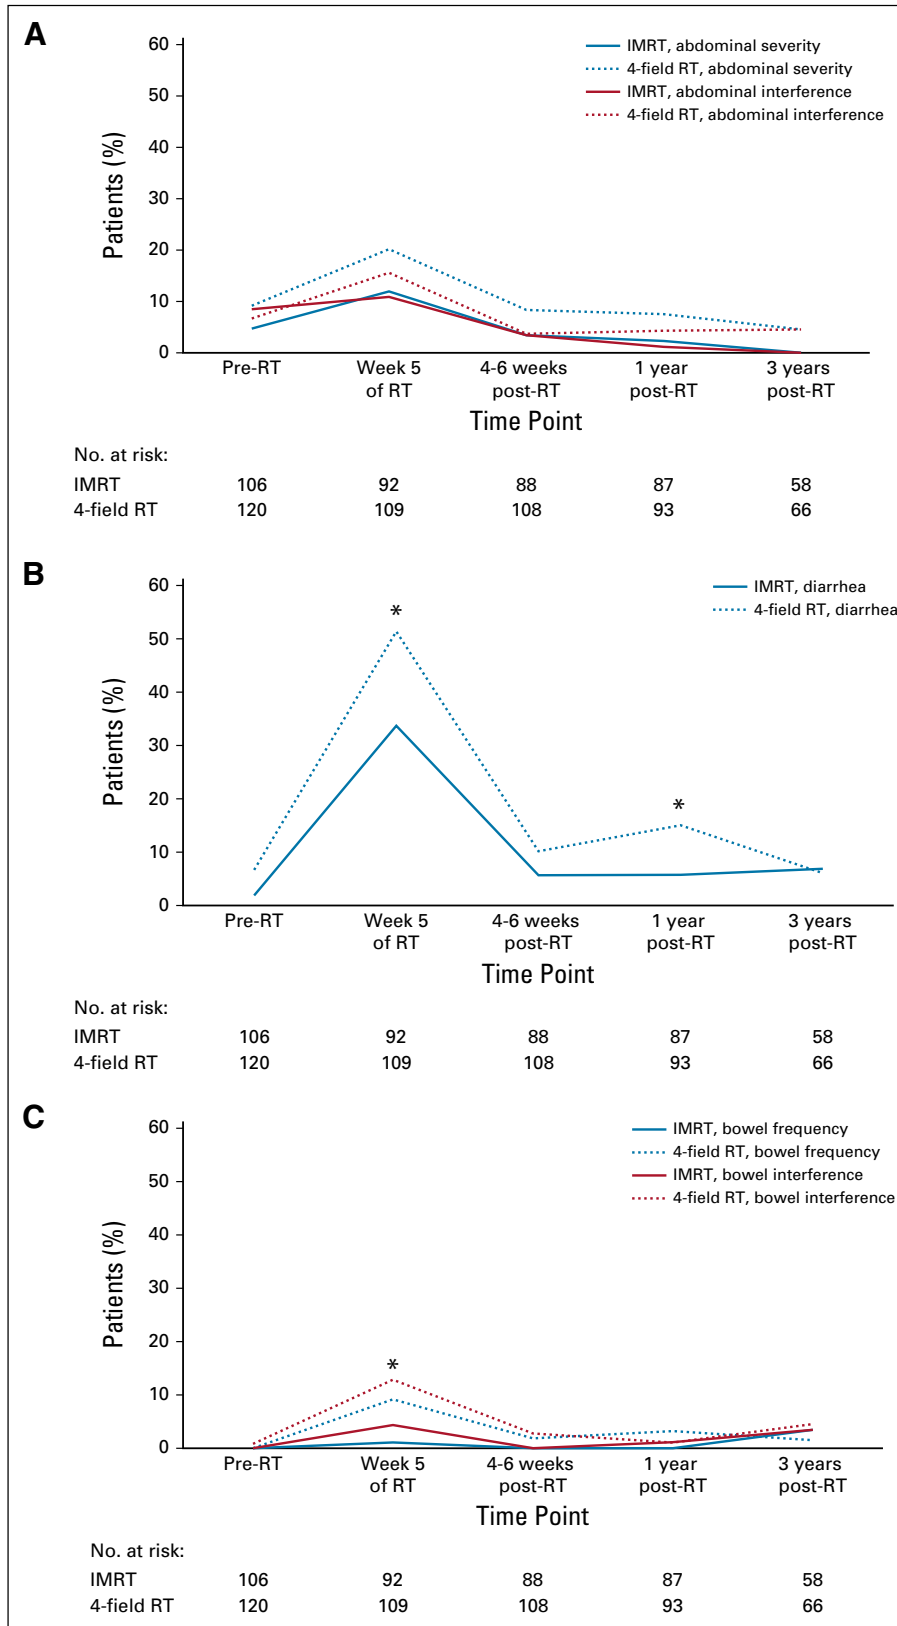 A
60
50
40
30
20
10
0
Patients (%)
IMRT, abdominal severity
4-field RT, abdominal severity
IMRT, abdominal interference
4-field RT, abdominal interference
Pre-RT Week 5 4-6 weeks 1 year 3 years
of RT post-RT post-RT post-RT
Time Point
No. at risk:
IMRT 106 92 88 87 58
4-field RT 120 109 108 93 66
B
60
50
40
30
20
10
0
Patients (%)
IMRT, diarrhea
4-field RT, diarrhea
*
*
Pre-RT Week 5 4-6 weeks 1 year 3 years
of RT post-RT post-RT post-RT
Time Point
No. at risk:
IMRT 106 92 88 87 58
4-field RT 120 109 108 93 66
C
60
50
40
30
20
10
0
Patients (%)
IMRT, bowel frequency
4-field RT, bowel frequency
IMRT, bowel interference
4-field RT, bowel interference
*
Pre-RT Week 5 4-6 weeks 1 year 3 years
of RT post-RT post-RT post-RT
Time Point
No. at risk:
IMRT 106 92 88 87 58
4-field RT 120 109 108 93 66